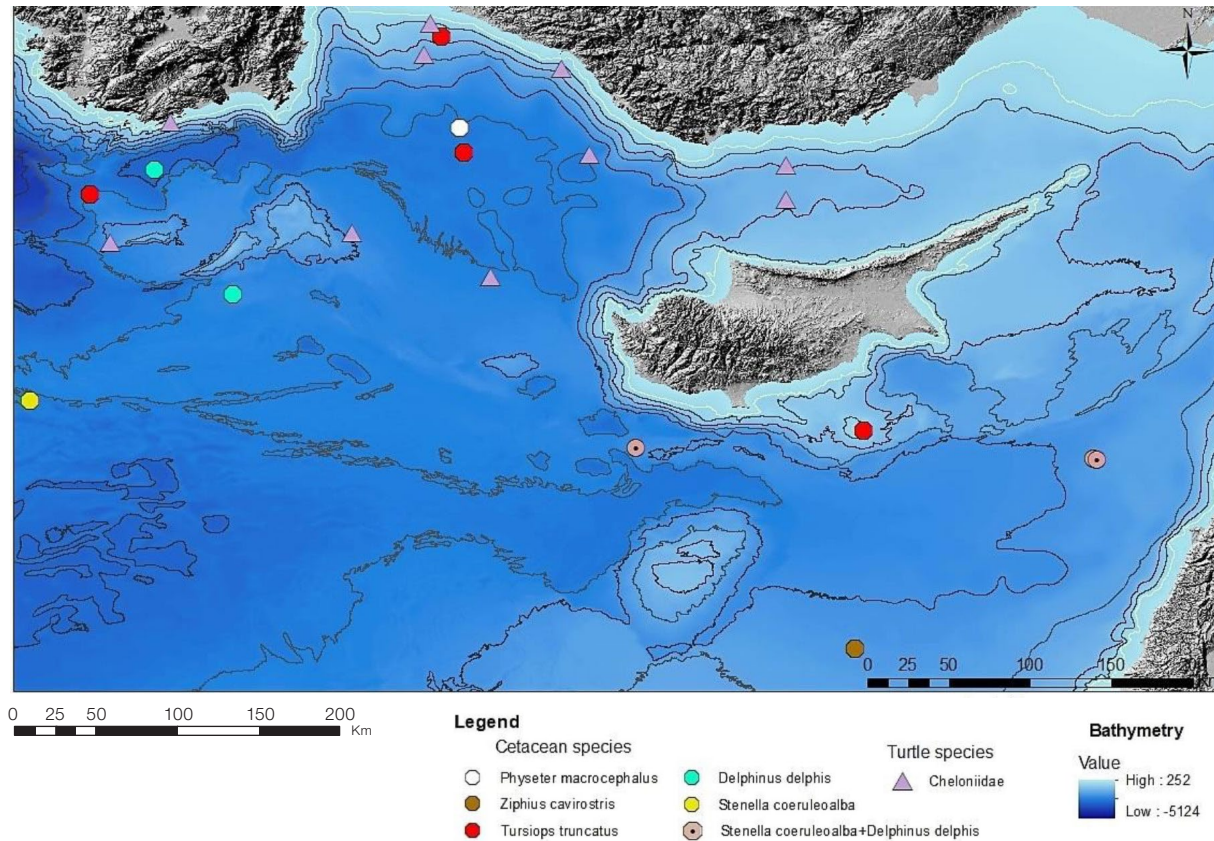 N
0 25 50 100 150
0 25 50 100 150 200
Km
Legend
Cetacean species
Physeter macrocephalus
Ziphius cavirostris
Tursiops truncatus
Delphinus delphis
Stenella coeruleoalba
Stenella coeruleoalba+Delphinus delphis
Turtle species
Cheloniidae
Bathymetry
Value
High : 252
Low : -5124